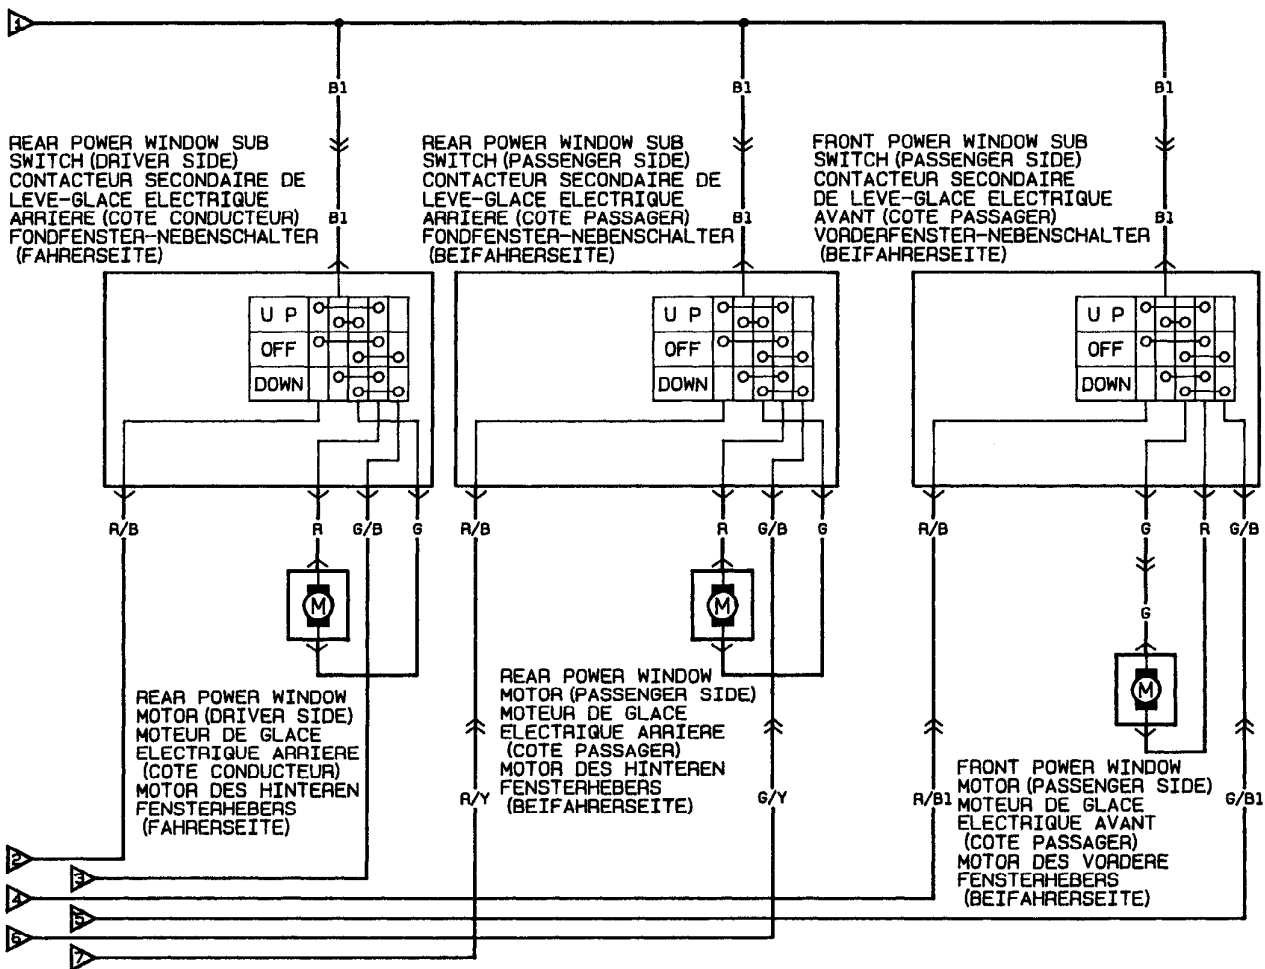 1
B1
B1
B1
REAR POWER WINDOW SUB
SWITCH (DRIVER SIDE)
CONTACTEUR SECONDAIRE DE
LEVE-GLACE ELECTRIQUE
ARRIERE (COTE CONDUCTEUR)
FONDFENSTER-NEBENSCHALTER
(FAHRERSEITE)
B1
REAR POWER WINDOW SUB
SWITCH (PASSENGER SIDE)
CONTACTEUR SECONDAIRE DE
LEVE-GLACE ELECTRIQUE
ARRIERE (COTE PASSAGER)
FONDFENSTER-NEBENSCHALTER
(BEIFAHRERSEITE)
B1
FRONT POWER WINDOW SUB
SWITCH (PASSENGER SIDE)
CONTACTEUR SECONDAIRE
DE LEVE-GLACE ELECTRIQUE
AVANT (COTE PASSAGER)
VORDERFENSTER-NEBENSCHALTER
(BEIFAHRERSEITE)
B1
UP
OFF
DOWN
UP
OFF
DOWN
UP
OFF
DOWN
R/B
R
G/B
G
R/B
R
G/B
G
R/B
G
R
G/B
M
M
G
M
REAR POWER WINDOW
MOTOR (DRIVER SIDE)
MOTEUR DE GLACE
ELECTRIQUE ARRIERE
(COTE CONDUCTEUR)
MOTOR DES HINTEREN
FENSTERHEBERS
(FAHRERSEITE)
REAR POWER WINDOW
MOTOR (PASSENGER SIDE)
MOTEUR DE GLACE
ELECTRIQUE ARRIERE
(COTE PASSAGER)
MOTOR DES HINTEREN
FENSTERHEBERS
(BEIFAHRERSEITE)
R/Y
G/Y
R/B1
G/B1
FRONT POWER WINDOW
MOTOR (PASSENGER SIDE)
MOTEUR DE GLACE
ELECTRIQUE AVANT
(COTE PASSAGER)
MOTOR DES VORDERE
FENSTERHEBERS
(BEIFAHRERSEITE)
2
3
4
5
6
7